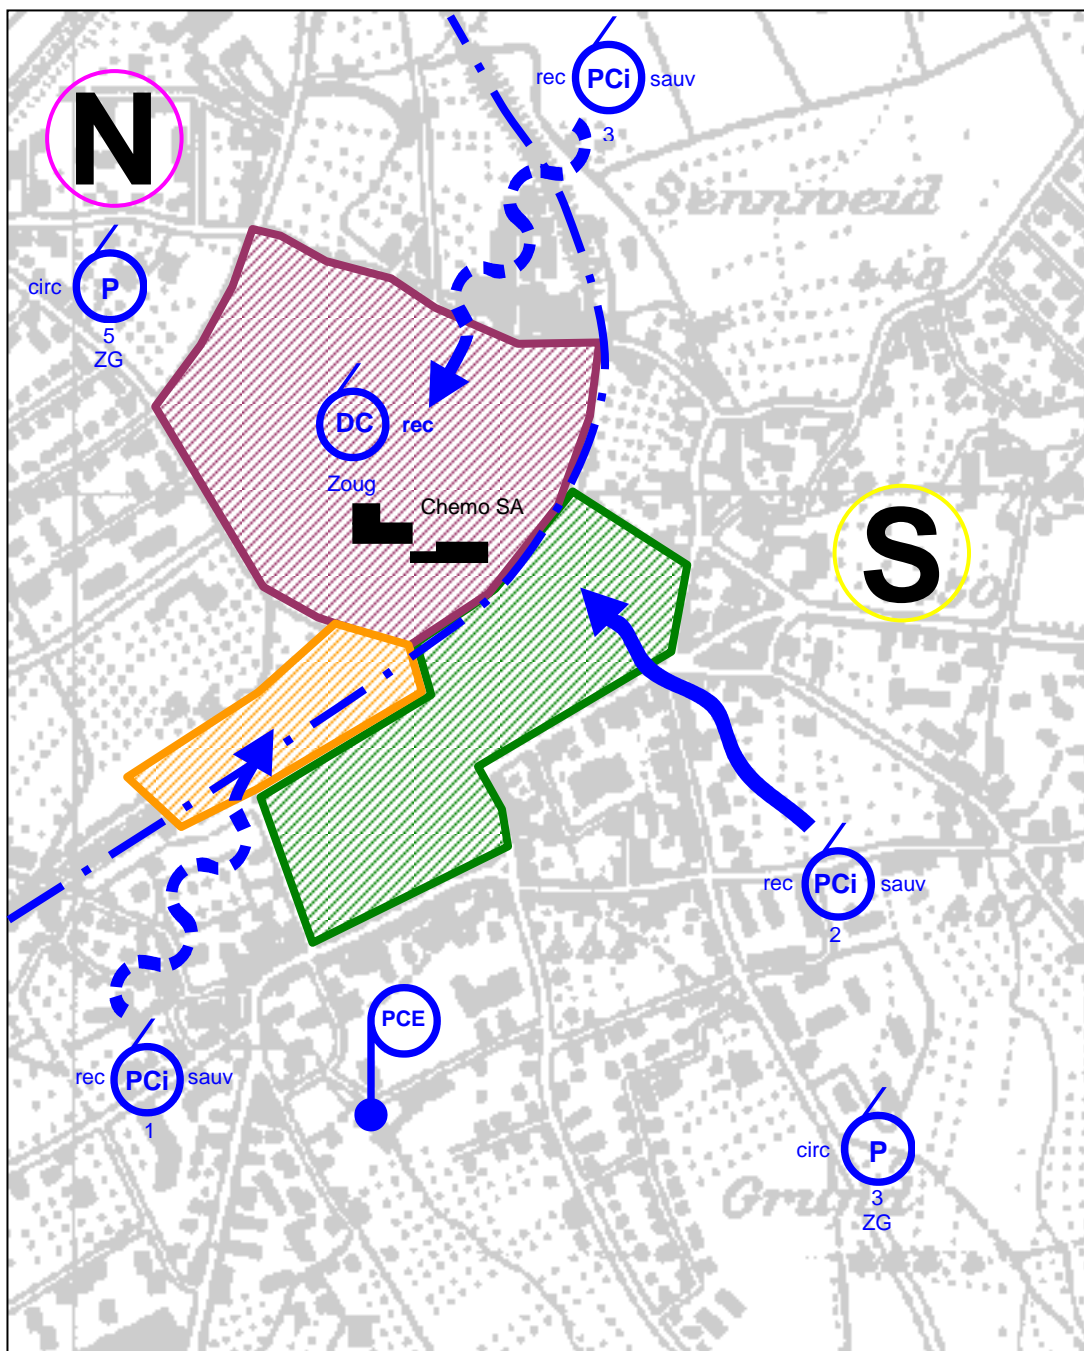 rec PCi sauv
3
N
P
circ
5
ZG
DC rec
Zoug
Chemo SA
S
rec PCi sauv
2
PCE
rec PCi sauv
1
circ P
3
ZG